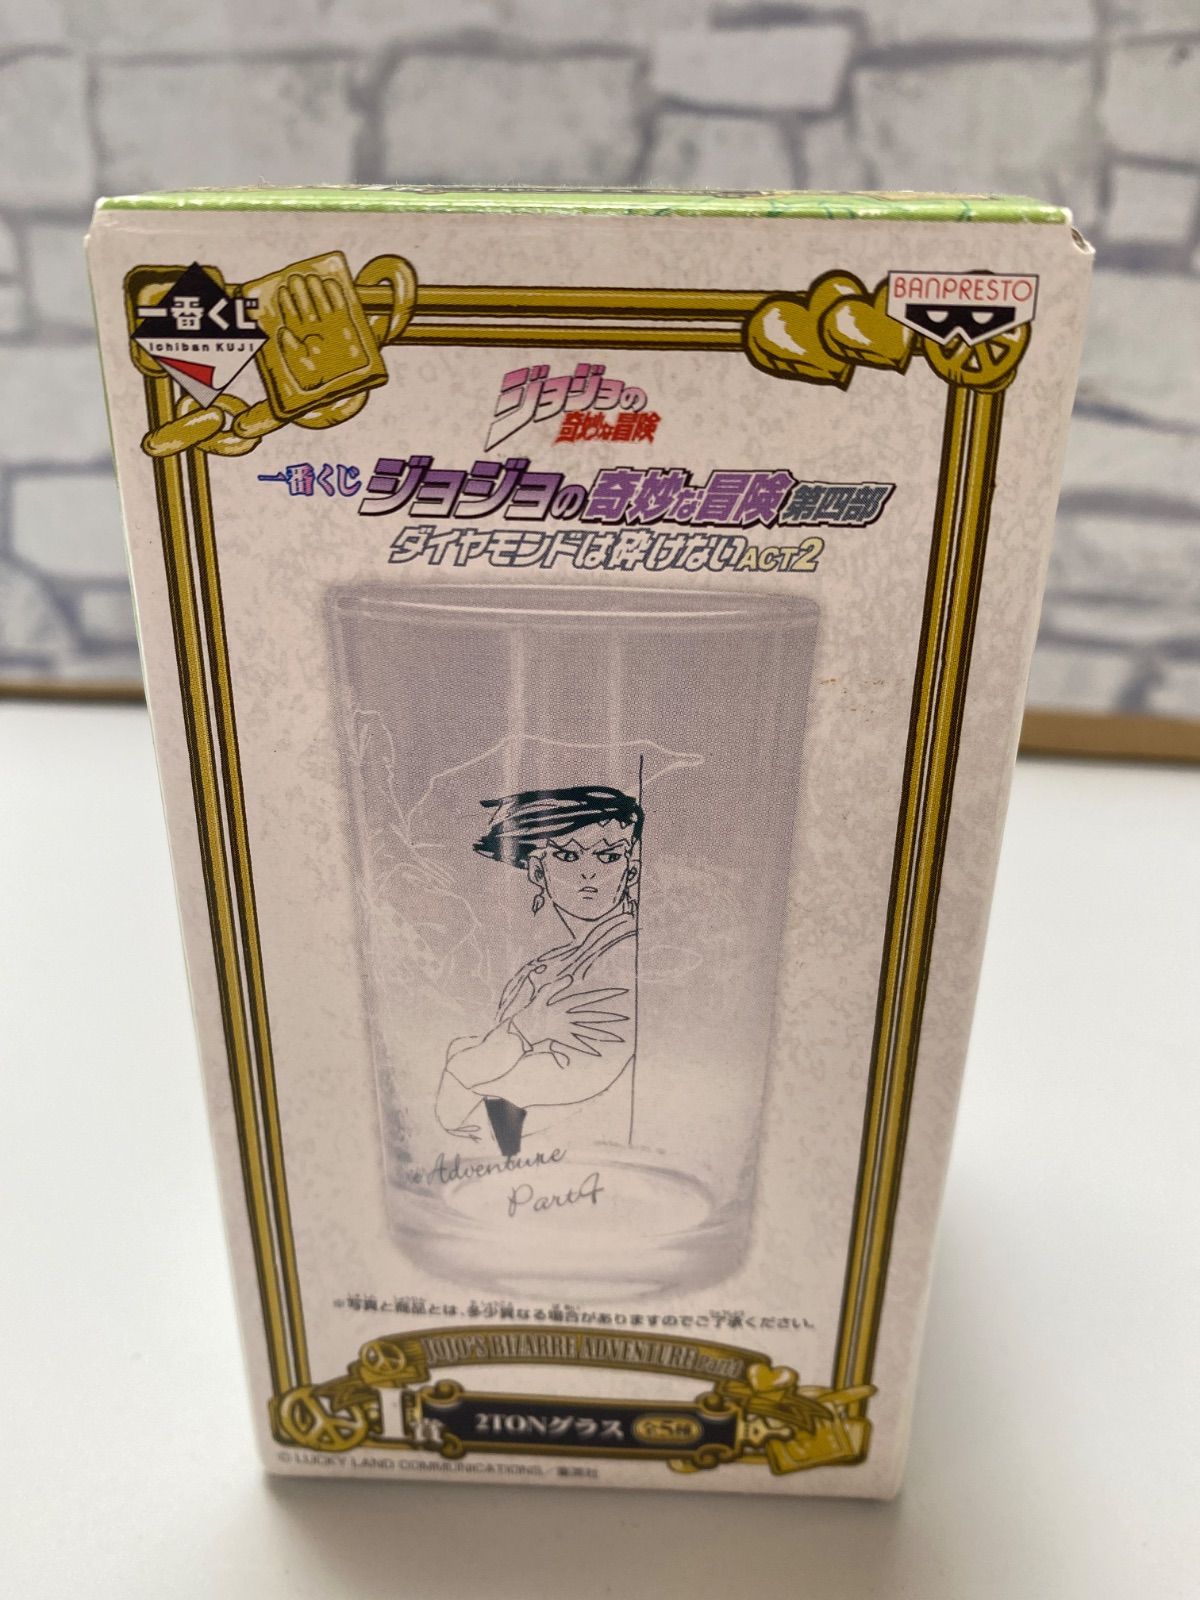 一番くじ
Ichiban KUJI
BANPRESTO
ジョジョの
奇妙な冒険
一番くじ ジョジョの奇妙な冒険 第四部
ダイヤモンドは砕けない ACT2
Adventure
Part4
※写真と商品とは、多少異なる場合がありますのでご了承ください。
JOJO'S BIZARRE ADVENTURE Part4
I賞 2TONグラス 全5種
© LUCKY LAND COMMUNICATIONS／集英社